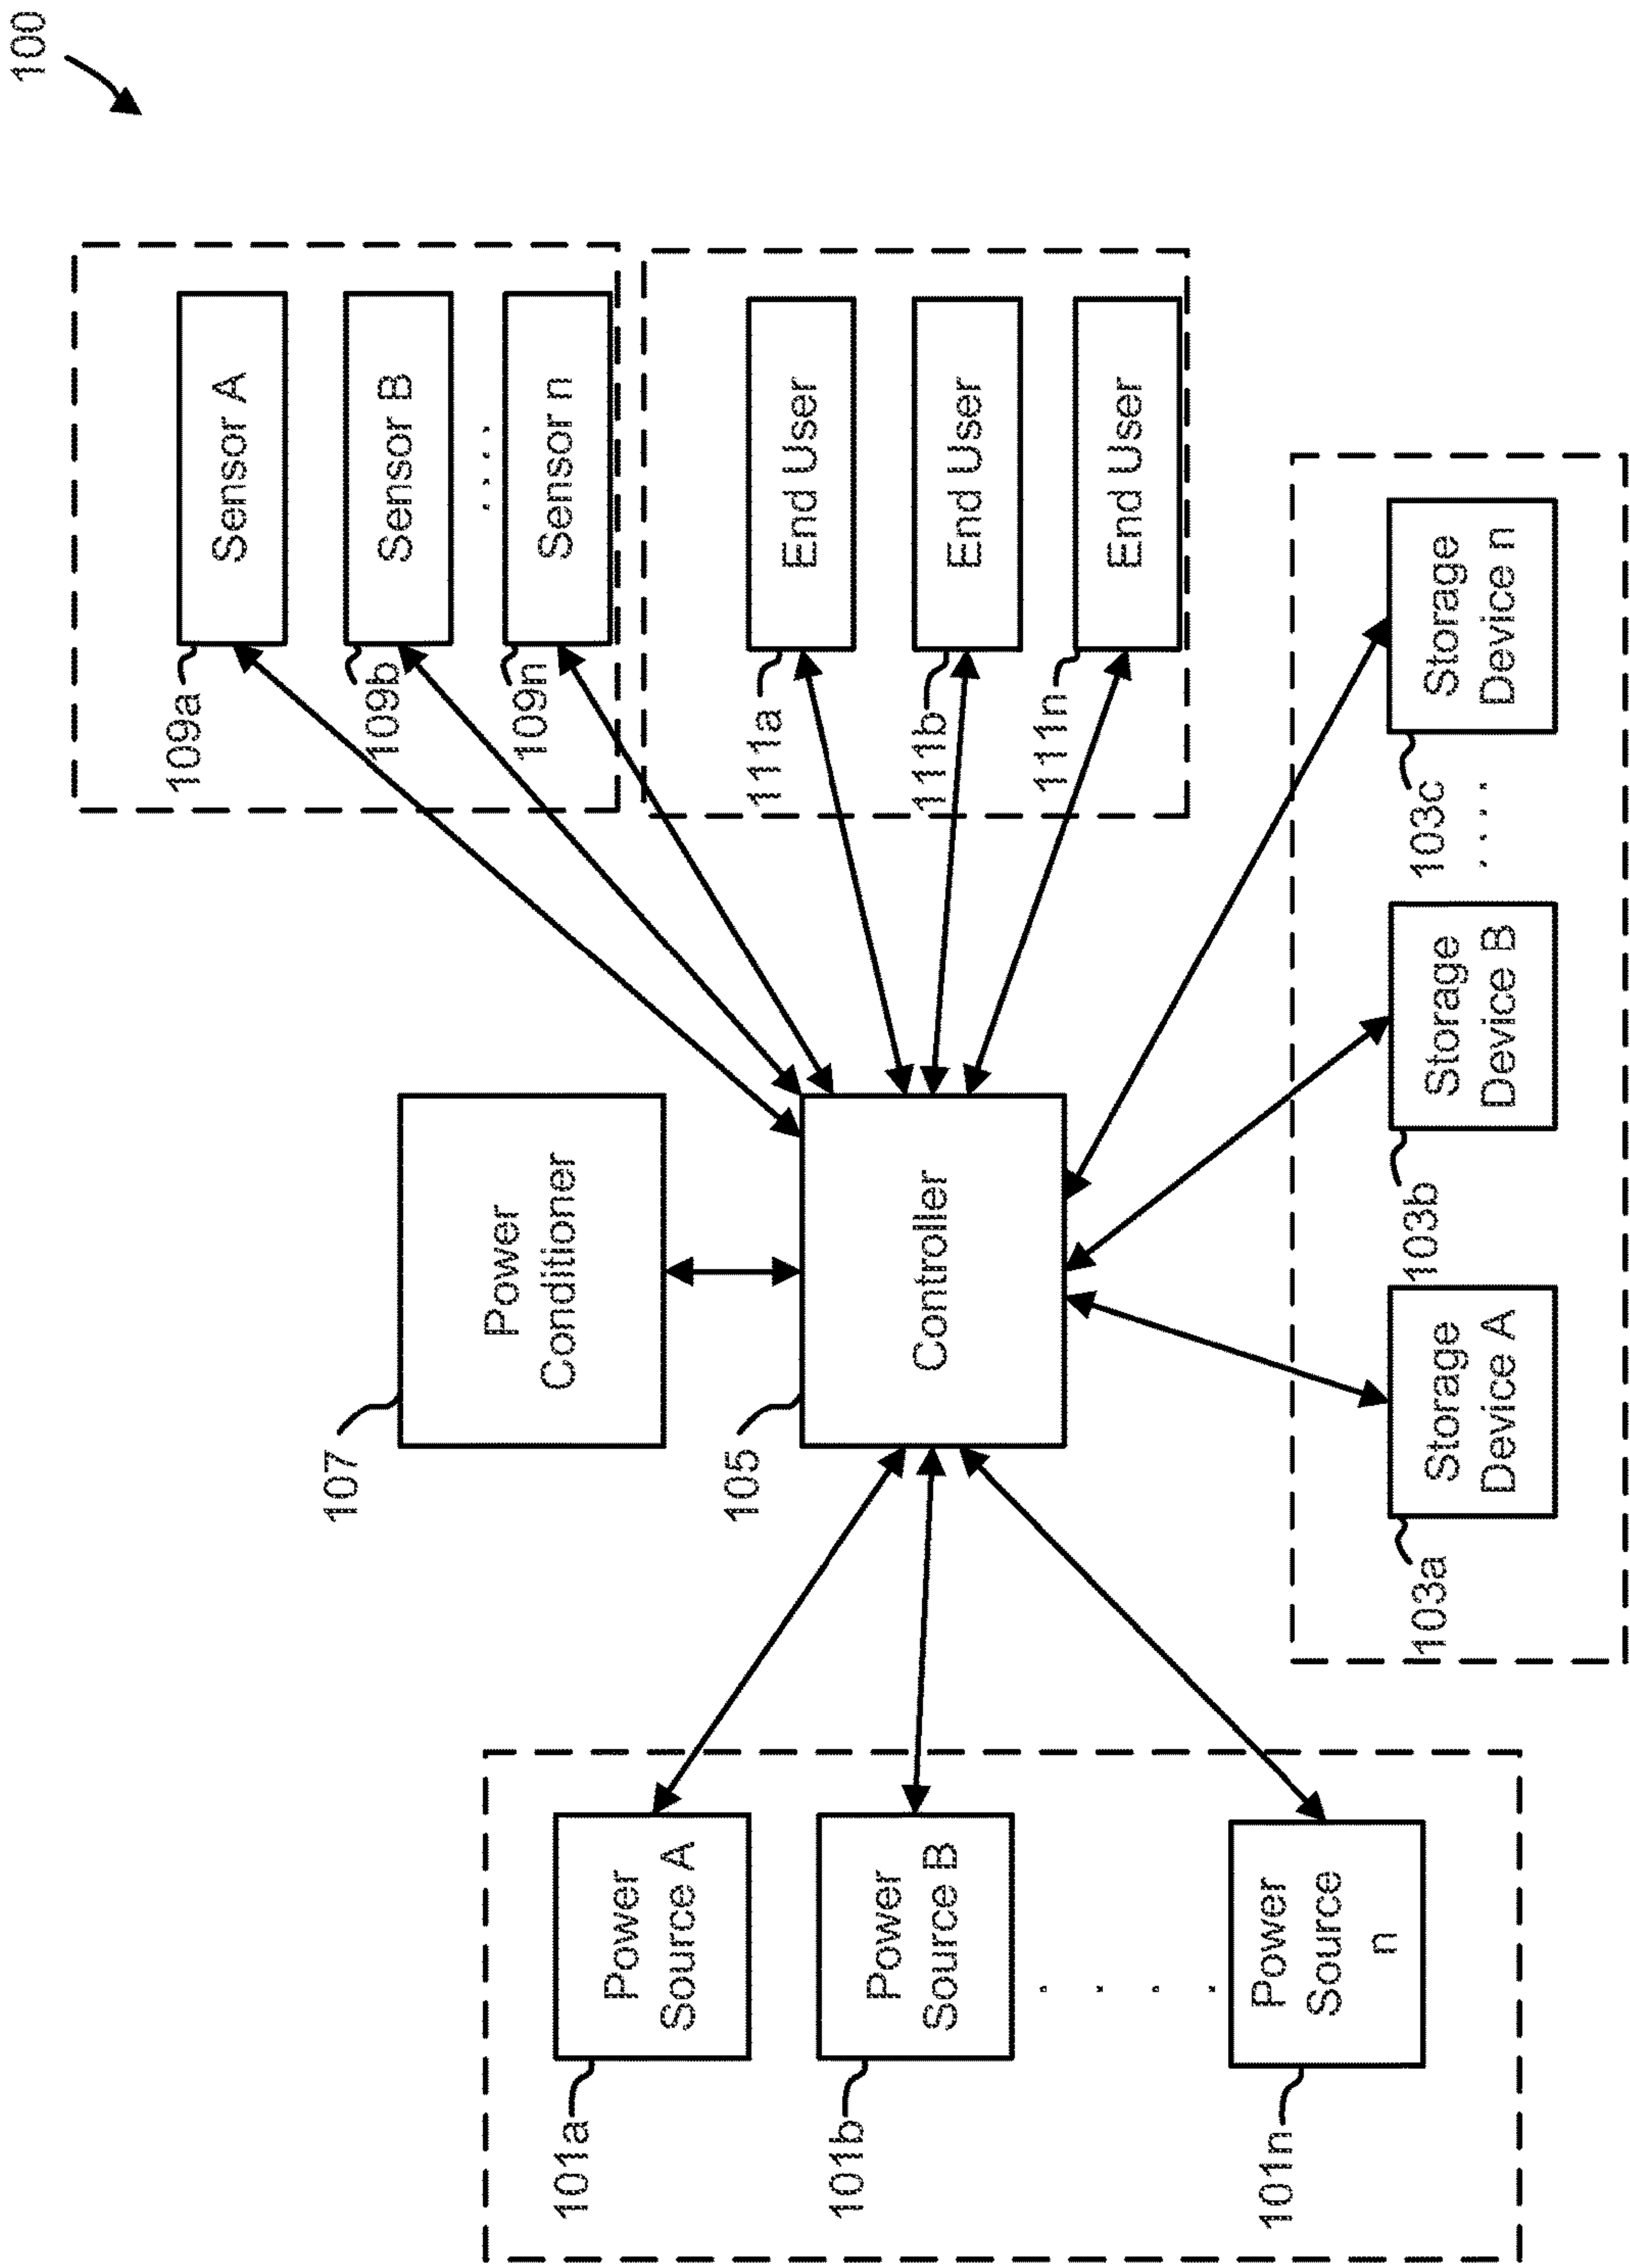 100
107
Power
Conditioner
109a
Sensor A
109b
Sensor B
. . . .
109n
Sensor n
101a
Power
Source A
101b
Power
Source B
. . . .
101n
Power
Source
n
105
Controller
111a
End User
111b
End User
111n
End User
103a
Storage
Device A
103b
Storage
Device B
. . . .
103c
Storage
Device n